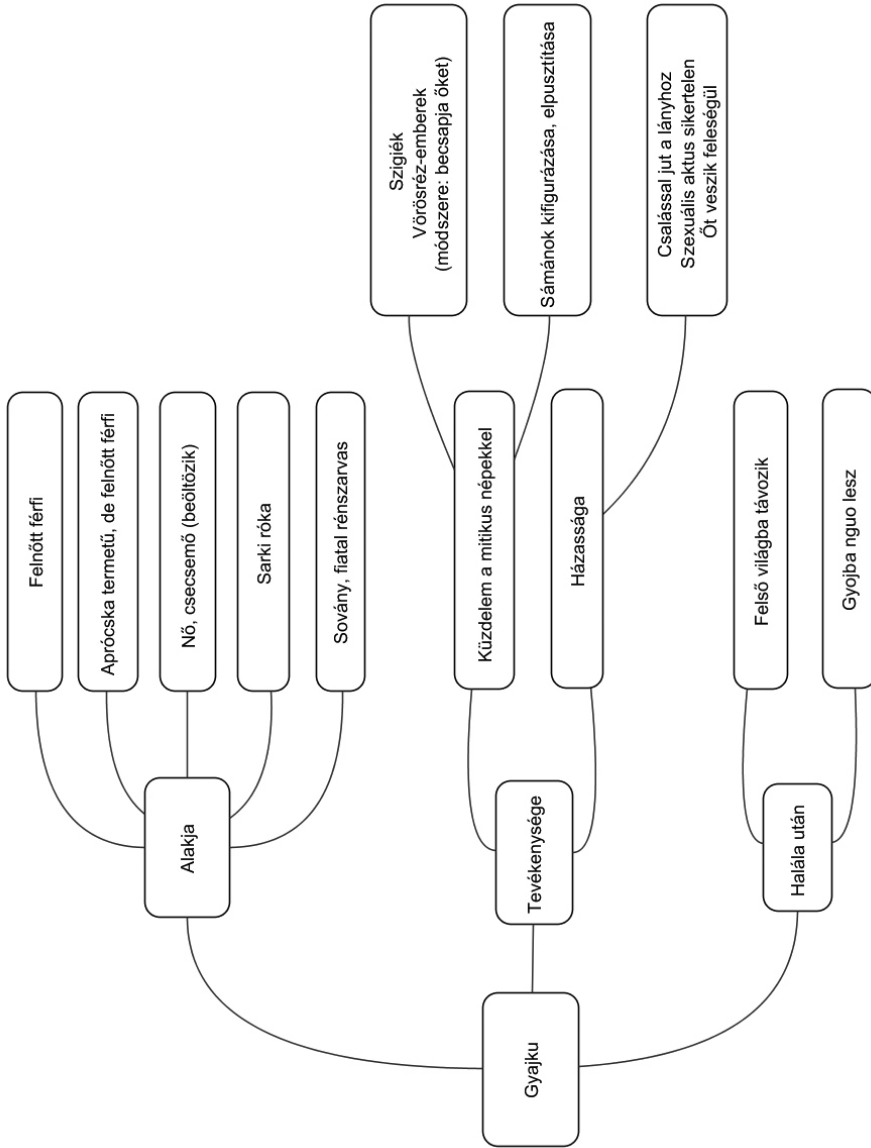 Gyajku
Alakja
Felnőtt férfi
Aprócska termetű, de felnőtt férfi
Nő, csecsemő (beöltözik)
Sarki róka
Sovány, fiatal rénszarvas
Tevékenysége
Küzdelem a mitikus népekkel
Szigiék
Vörösréz-emberek
(módszere: becsapja őket)
Sámánok kifigurázása, elpusztítása
Házassága
Csalással jut a lányhoz
Szexuális aktus sikertelen
Őt veszik feleségül
Halála után
Felső világba távozik
Gyojba nguo lesz